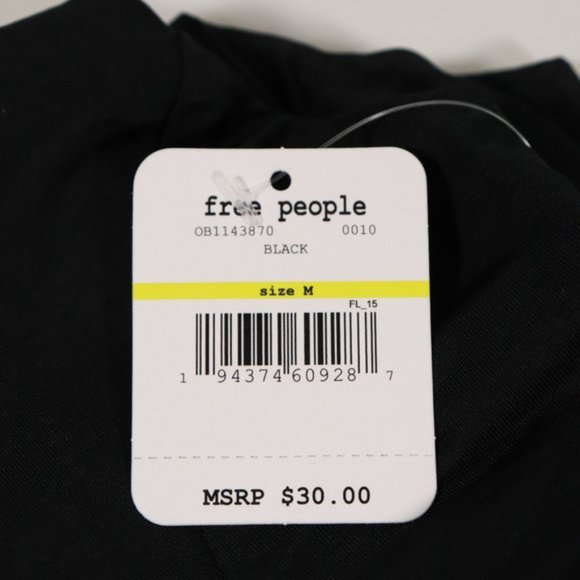 free people
OB1143870 0010
BLACK
size M
FL_15
1 94374 60928 7
MSRP $30.00